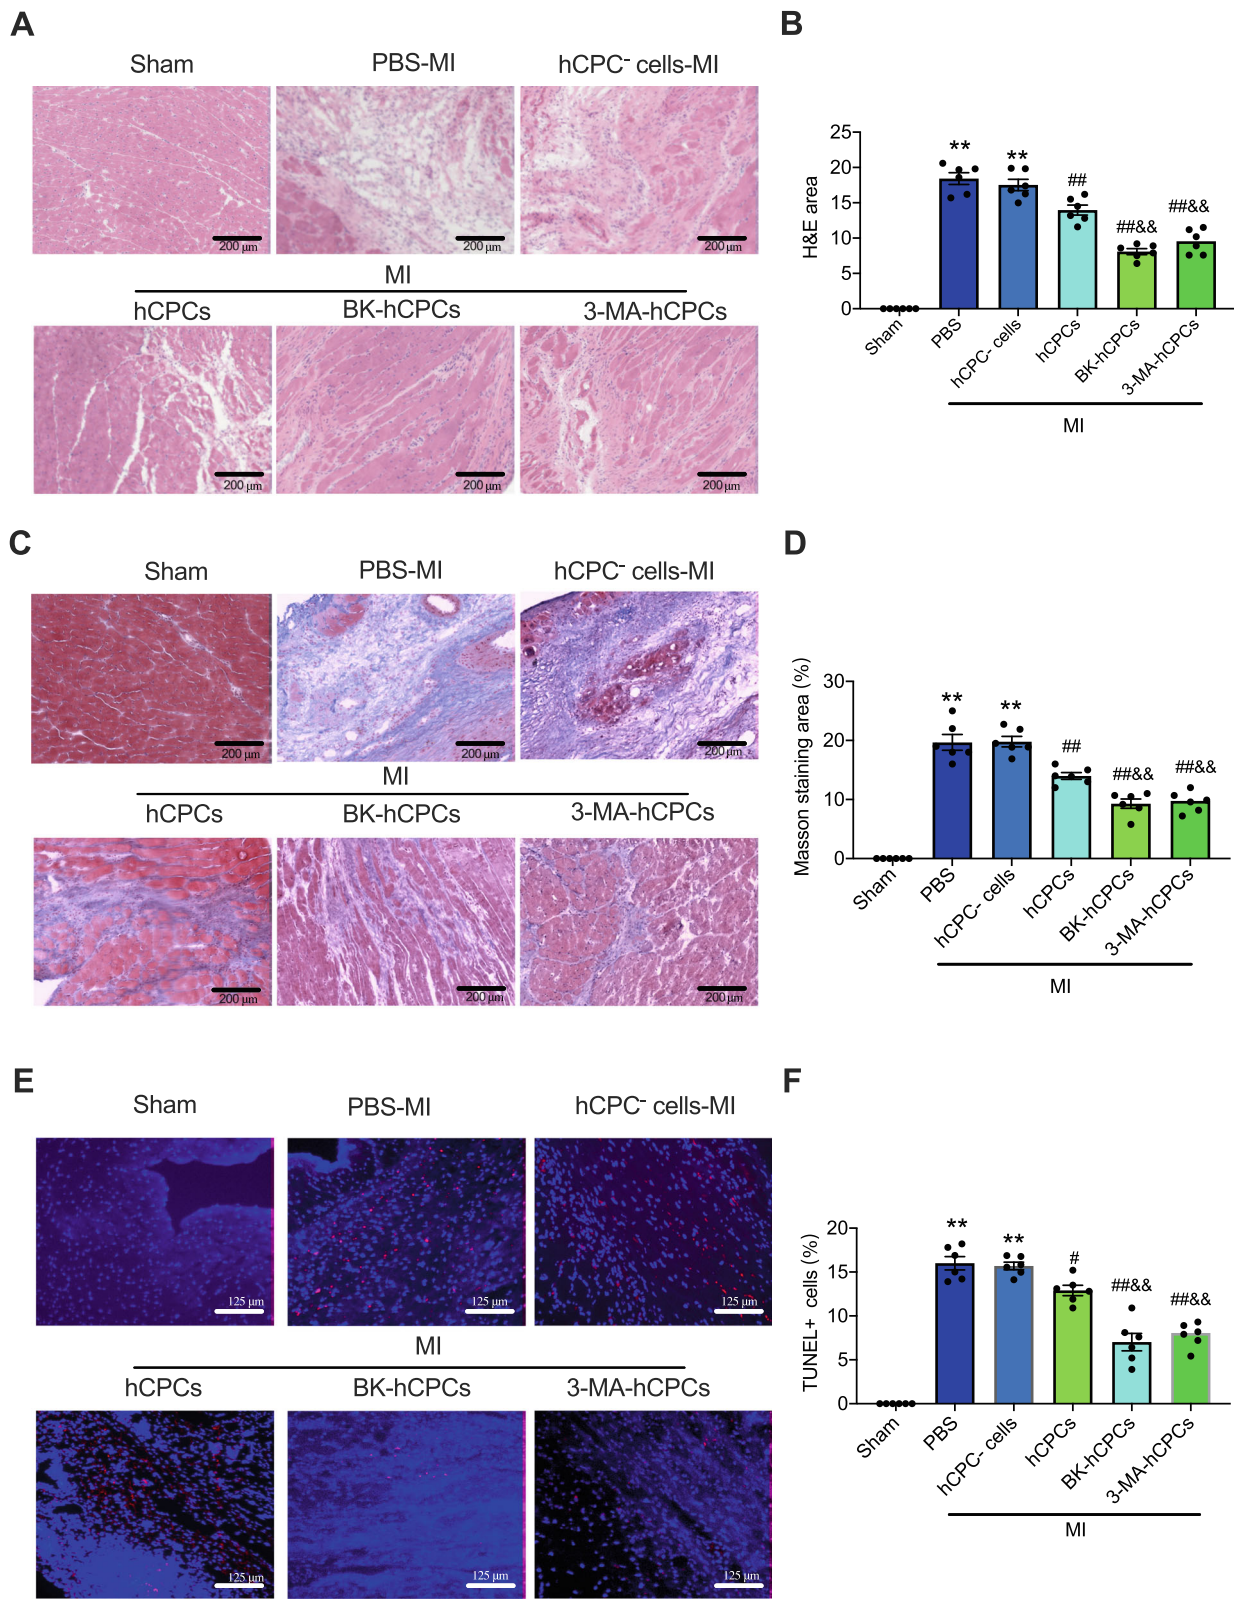 A
Sham
PBS-MI
hCPC⁻ cells-MI
200 µm
200 µm
200 µm
MI
hCPCs
BK-hCPCs
3-MA-hCPCs
200 µm
200 µm
200 µm
B
H&E area
25
20
15
10
5
0
**
**
##
##&&
##&&
Sham
PBS
hCPC- cells
hCPCs
BK-hCPCs
3-MA-hCPCs
MI
C
Sham
PBS-MI
hCPC⁻ cells-MI
200 µm
200 µm
200 µm
MI
hCPCs
BK-hCPCs
3-MA-hCPCs
200 µm
200 µm
200 µm
D
Masson staining area (%)
30
20
10
0
**
**
##
##&&
##&&
Sham
PBS
hCPC- cells
hCPCs
BK-hCPCs
3-MA-hCPCs
MI
E
Sham
PBS-MI
hCPC⁻ cells-MI
125 µm
125 µm
125 µm
MI
hCPCs
BK-hCPCs
3-MA-hCPCs
125 µm
125 µm
125 µm
F
TUNEL+ cells (%)
20
15
10
5
0
**
**
#
##&&
##&&
Sham
PBS
hCPC- cells
hCPCs
BK-hCPCs
3-MA-hCPCs
MI